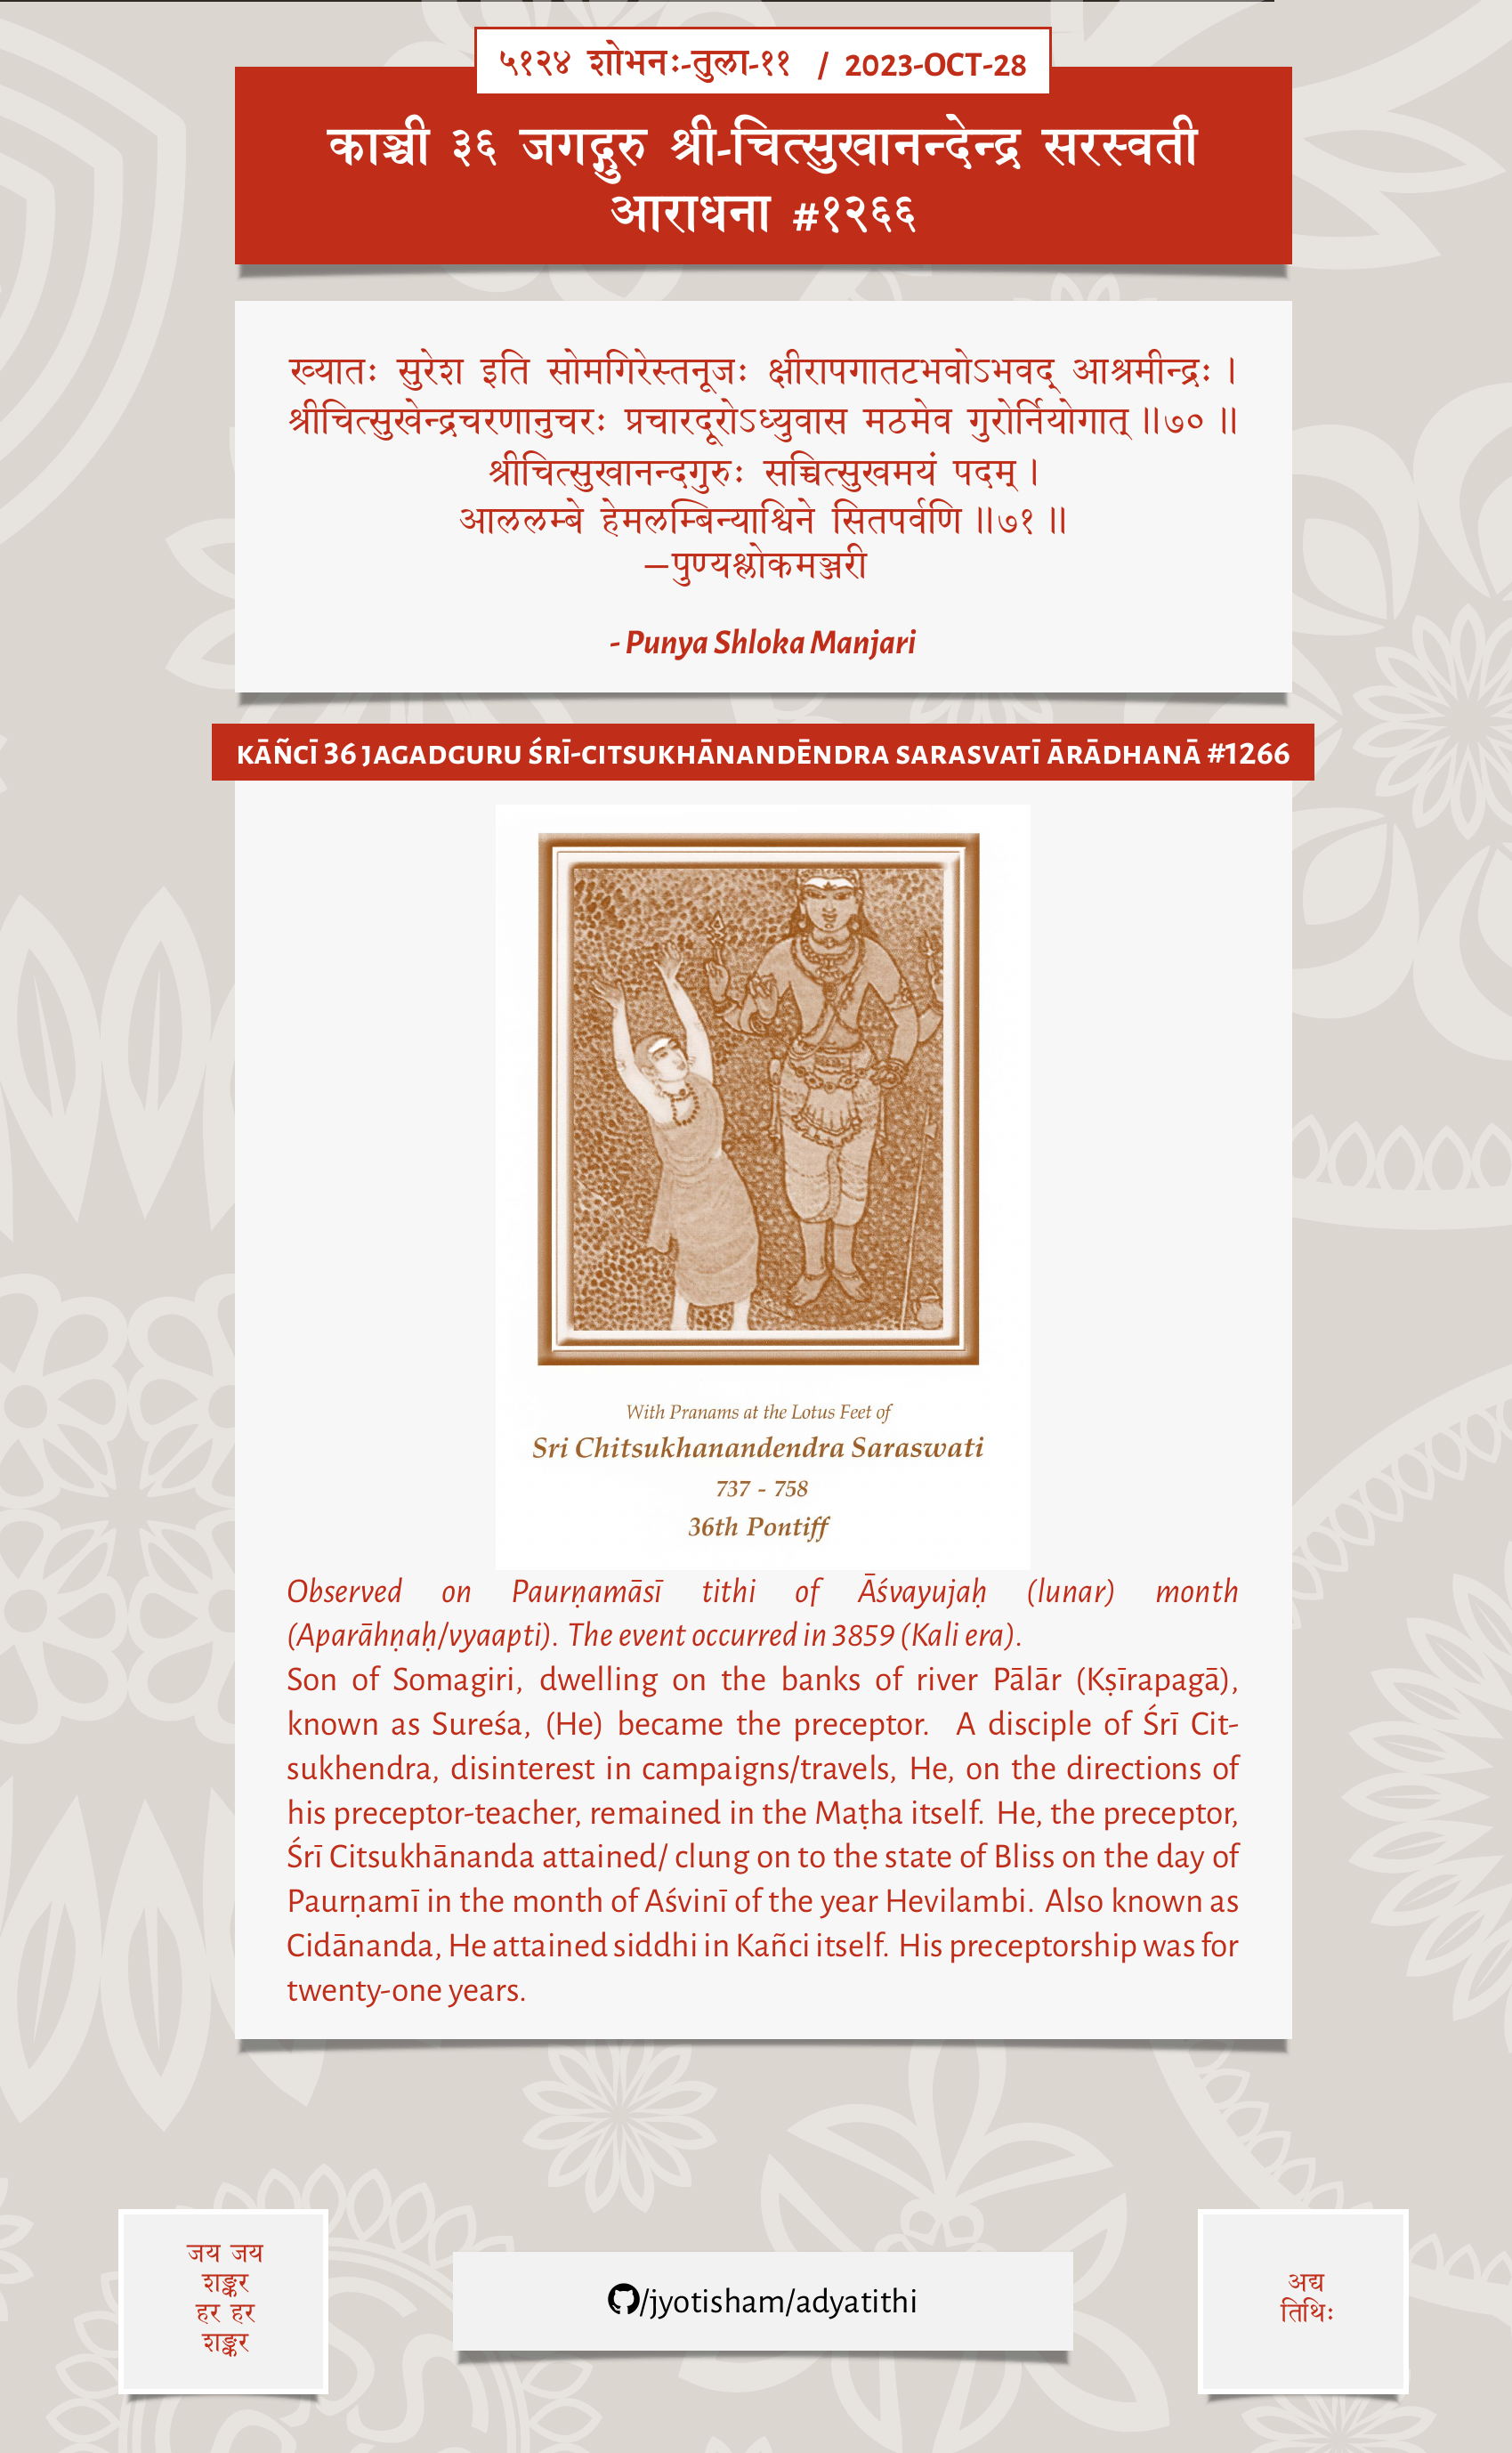 ५१२४ शोभनः-तुला-११ / 2023-OCT-28
काञ्ची ३६ जगद्गुरु श्री-चित्सुखानन्देन्द्र सरस्वती
आराधना #१२६६
ख्यातः सुरेश इति सोमगिरेस्तनूजः क्षीरापगातटभवोऽभवद् आश्रमीन्द्रः ।
श्रीचित्सुखेन्द्रचरणानुचरः प्रचारदूरोऽध्युवास मठमेव गुरोर्नियोगात् ॥७० ॥
श्रीचित्सुखानन्दगुरुः सच्चित्सुखमयं पदम् ।
आललम्बे हेमलम्बिन्याश्विने सितपर्वणि ॥७१ ॥
—पुण्यश्लोकमञ्जरी
- Punya Shloka Manjari
KĀÑCĪ 36 JAGADGURU ŚRĪ-CITSUKHĀNANDĒNDRA SARASVATĪ ĀRĀDHANĀ #1266
With Pranams at the Lotus Feet of
Sri Chitsukhanandendra Saraswati
737 - 758
36th Pontiff
Observed on Paurṇamāsī tithi of Āśvayujaḥ (lunar) month
(Aparāhṇaḥ/vyaapti). The event occurred in 3859 (Kali era).
Son of Somagiri, dwelling on the banks of river Pālār (Kṣīrapagā),
known as Sureśa, (He) became the preceptor. A disciple of Śrī Cit-
sukhendra, disinterest in campaigns/travels, He, on the directions of
his preceptor-teacher, remained in the Maṭha itself. He, the preceptor,
Śrī Citsukhānanda attained/ clung on to the state of Bliss on the day of
Paurṇamī in the month of Aśvinī of the year Hevilambi. Also known as
Cidānanda, He attained siddhi in Kañci itself. His preceptorship was for
twenty-one years.
जय जय
शङ्कर
हर हर
शङ्कर
/jyotisham/adyatithi
अद्य
तिथिः